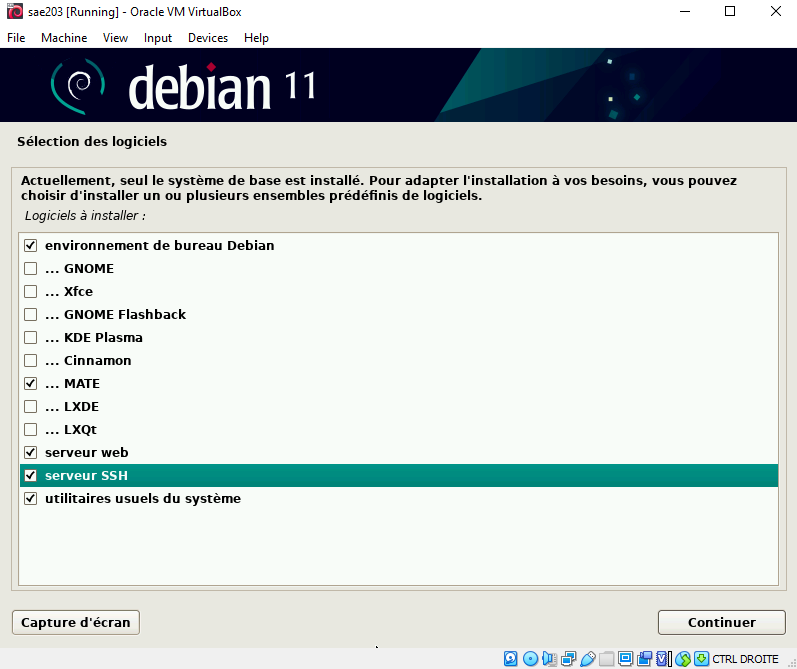 sae203 [Running] - Oracle VM VirtualBox
File Machine View Input Devices Help
debian 11
Sélection des logiciels
Actuellement, seul le système de base est installé. Pour adapter l'installation à vos besoins, vous pouvez
choisir d'installer un ou plusieurs ensembles prédéfinis de logiciels.
Logiciels à installer :
environnement de bureau Debian
... GNOME
... Xfce
... GNOME Flashback
... KDE Plasma
... Cinnamon
... MATE
... LXDE
... LXQt
serveur web
serveur SSH
utilitaires usuels du système
Capture d'écran Continuer
CTRL DROITE